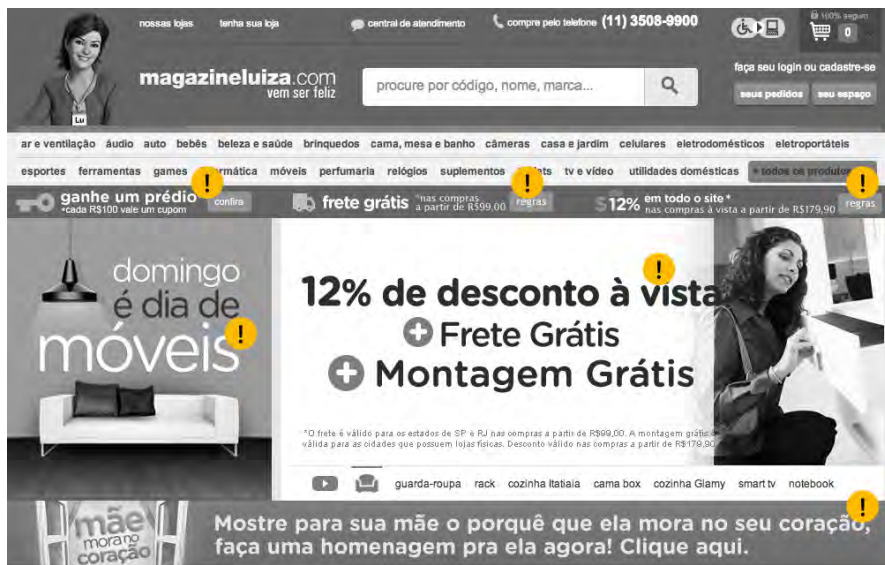 nossas lojas tenha sua loja central de atendimento compre pelo telefone (11) 3508-9900
100% seguro
0
magazineluiza.com
vem ser feliz
procure por código, nome, marca...
faça seu login ou cadastre-se
seus pedidos seu espaço
Lu
ar e ventilação áudio auto bebês beleza e saúde brinquedos cama, mesa e banho câmeras casa e jardim celulares eletrodomésticos eletroportáteis
esportes ferramentas games rmática móveis perfumaria relógios suplementos ets tv e vídeo utilidades domésticas + todos os produto
! ! !
ganhe um prédio
*cada R$100 vale um cupom
confira
frete grátis *nas compras
a partir de R$99,00
regras
$12% em todo o site *
nas compras à vista a partir de R$179,90
regras
domingo
é dia de
móveis
!
12% de desconto à vista
!
+ Frete Grátis
+ Montagem Grátis
*O frete é válido para os estados de SP e RJ nas compras a partir de R$99,00. A montagem grátis é
válida para as cidades que possuem lojas físicas. Desconto válido nas compras a partir de R$179,90
guarda-roupa rack cozinha Itatiaia cama box cozinha Glamy smart tv notebook
mãe
mora no
coração
!
Mostre para sua mãe o porquê que ela mora no seu coração,
faça uma homenagem pra ela agora! Clique aqui.